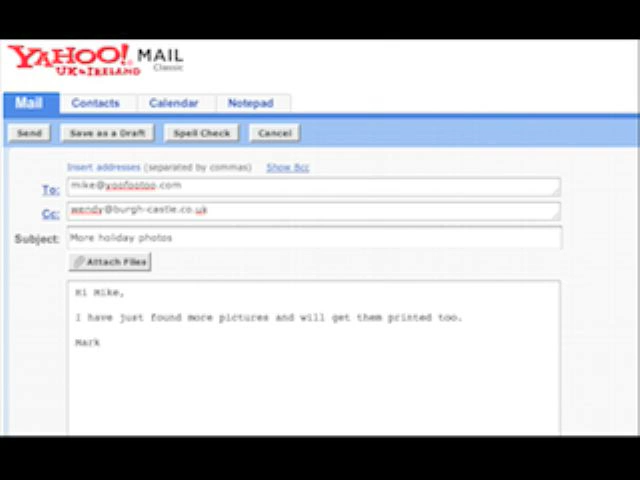 YAHOO! MAIL
UK & IRELAND Classic
Mail Contacts Calendar Notepad
Send Save as a Draft Spell Check Cancel
Insert addresses (separated by commas) Show Bcc
To: mike@yoofootoo.com
Cc: wendy@burgh-castle.co.uk
Subject: More holiday photos
Attach Files
Hi Mike,
I have just found more pictures and will get them printed too.
Mark